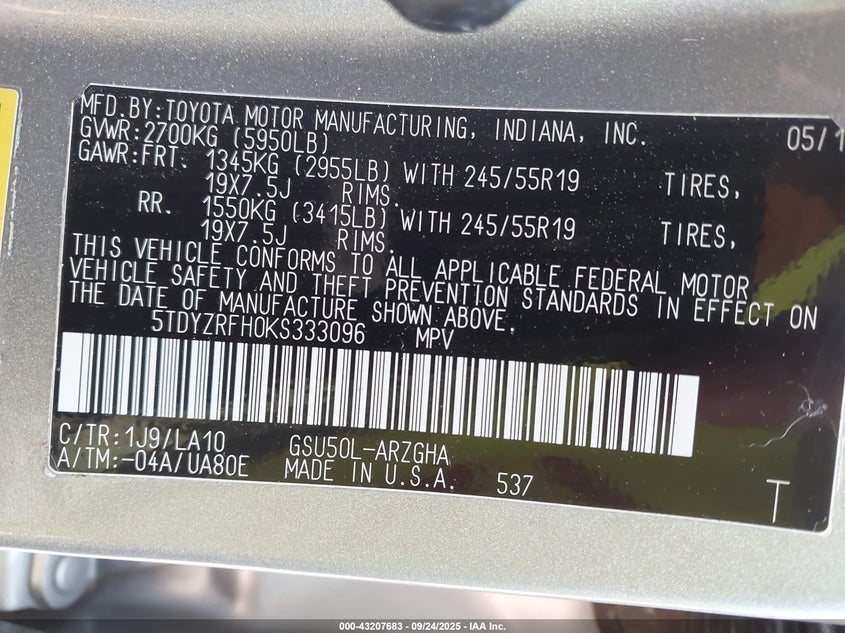 MFD.BY:TOYOTA MOTOR MANUFACTURING, INDIANA, INC. 05/1
GVWR:2700KG (5950LB)
GAWR:FRT. 1345KG (2955LB) WITH 245/55R19 TIRES,
19X7.5J RIMS.
RR. 1550KG (3415LB) WITH 245/55R19 TIRES,
19X7.5J RIMS.
THIS VEHICLE CONFORMS TO ALL APPLICABLE FEDERAL MOTOR
VEHICLE SAFETY AND THEFT PREVENTION STANDARDS IN EFFECT ON
THE DATE OF MANUFACTURE SHOWN ABOVE.
5TDYZRFH0KS333096 MPV
C/TR:1J9/LA10 GSU50L-ARZGHA
A/TM:-04A/UA80E MADE IN U.S.A. 537 T
000-43207683 - 09/24/2025 - IAA Inc.